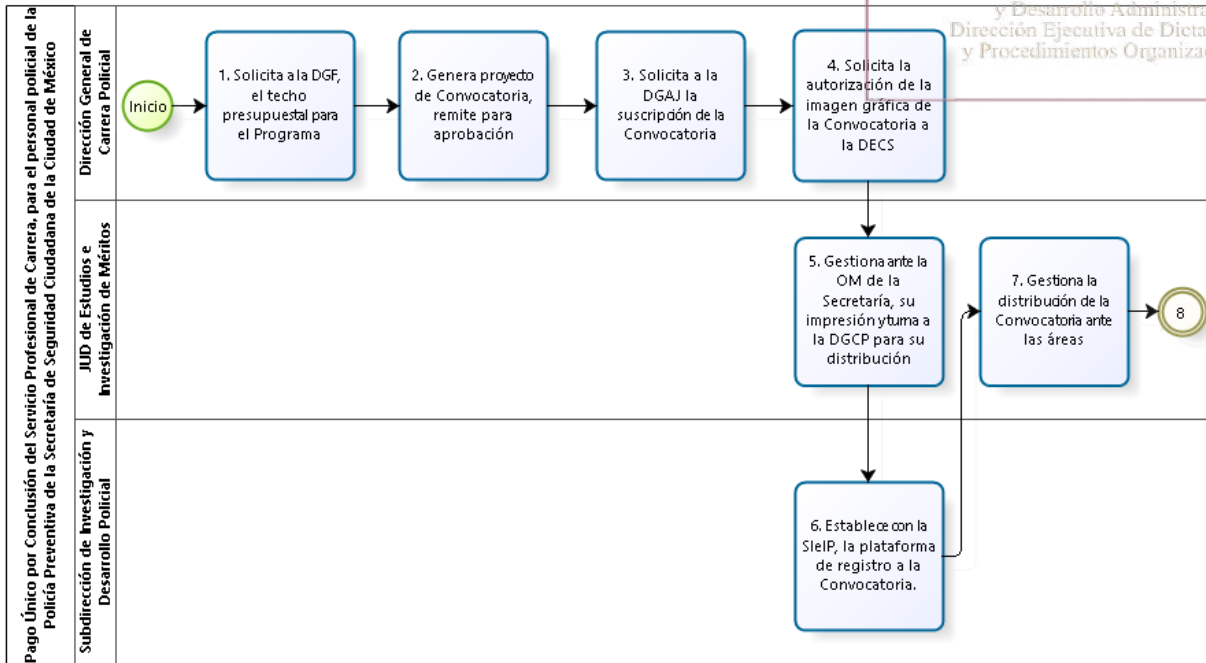 y Desarrollo Administra
Dirección Ejecutiva de Dicta
y Procedimientos Organiza
Pago Único por Conclusión del Servicio Profesional de Carrera, para el personal policial de la
Policía Preventiva de la Secretaría de Seguridad Ciudadana de la Ciudad de México
Dirección General de
Carrera Policial
Inicio
1. Solicita a la DGF,
el techo
presupuestal para
el Programa
2. Genera proyecto
de Convocatoria,
remite para
aprobación
3. Solicita a la
DGAJ la
suscripción de la
Convocatoria
4. Solicita la
autorización de la
imagen gráfica de
la Convocatoria a
la DECS
JUD de Estudios e
Investigación de Méritos
5. Gestiona ante la
OM de la
Secretaría, su
impresión y turna a
la DGCP para su
distribución
7. Gestiona la
distribución de la
Convocatoria ante
las áreas
8
Subdirección de Investigación y
Desarrollo Policial
6. Establece con la
SIeIP, la plataforma
de registro a la
Convocatoria.